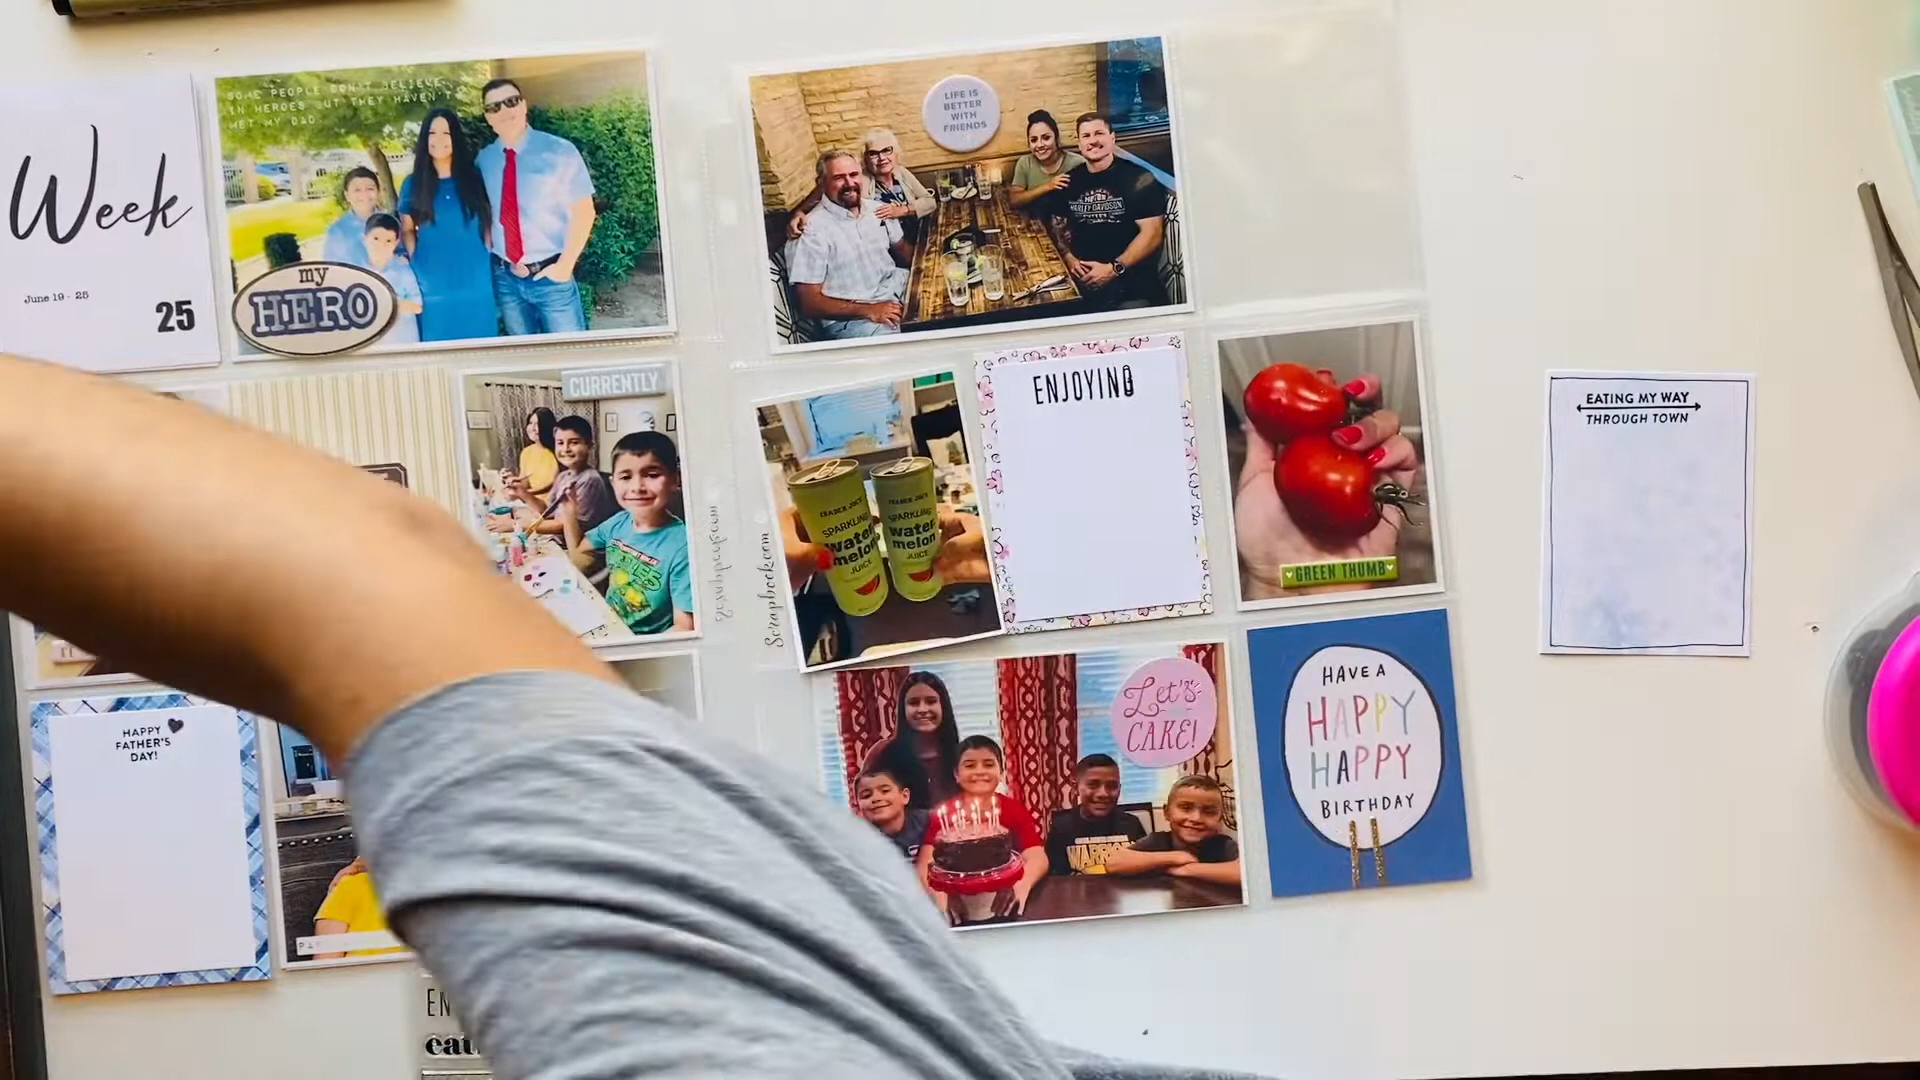 Week
June 19 - 25
25
SOME PEOPLE DON'T BELIEVE
IN HEROES BUT THEY HAVEN'T
MET MY DAD.
my
HERO
CURRENTLY
HAPPY
FATHER'S
DAY!
LIFE IS
BETTER
WITH
FRIENDS
HARLEY-DAVIDSON
Scrapbook.com
Scrapbook.com
TRADER JOE'S
SPARKLING
water
melon
JUICE
TRADER JOE'S
SPARKLING
water
melon
JUICE
ENJOYING
GREEN THUMB
Let's
CAKE!
WARRIORS
HAVE A
HAPPY
HAPPY
BIRTHDAY
EATING MY WAY
THROUGH TOWN
EN
eat